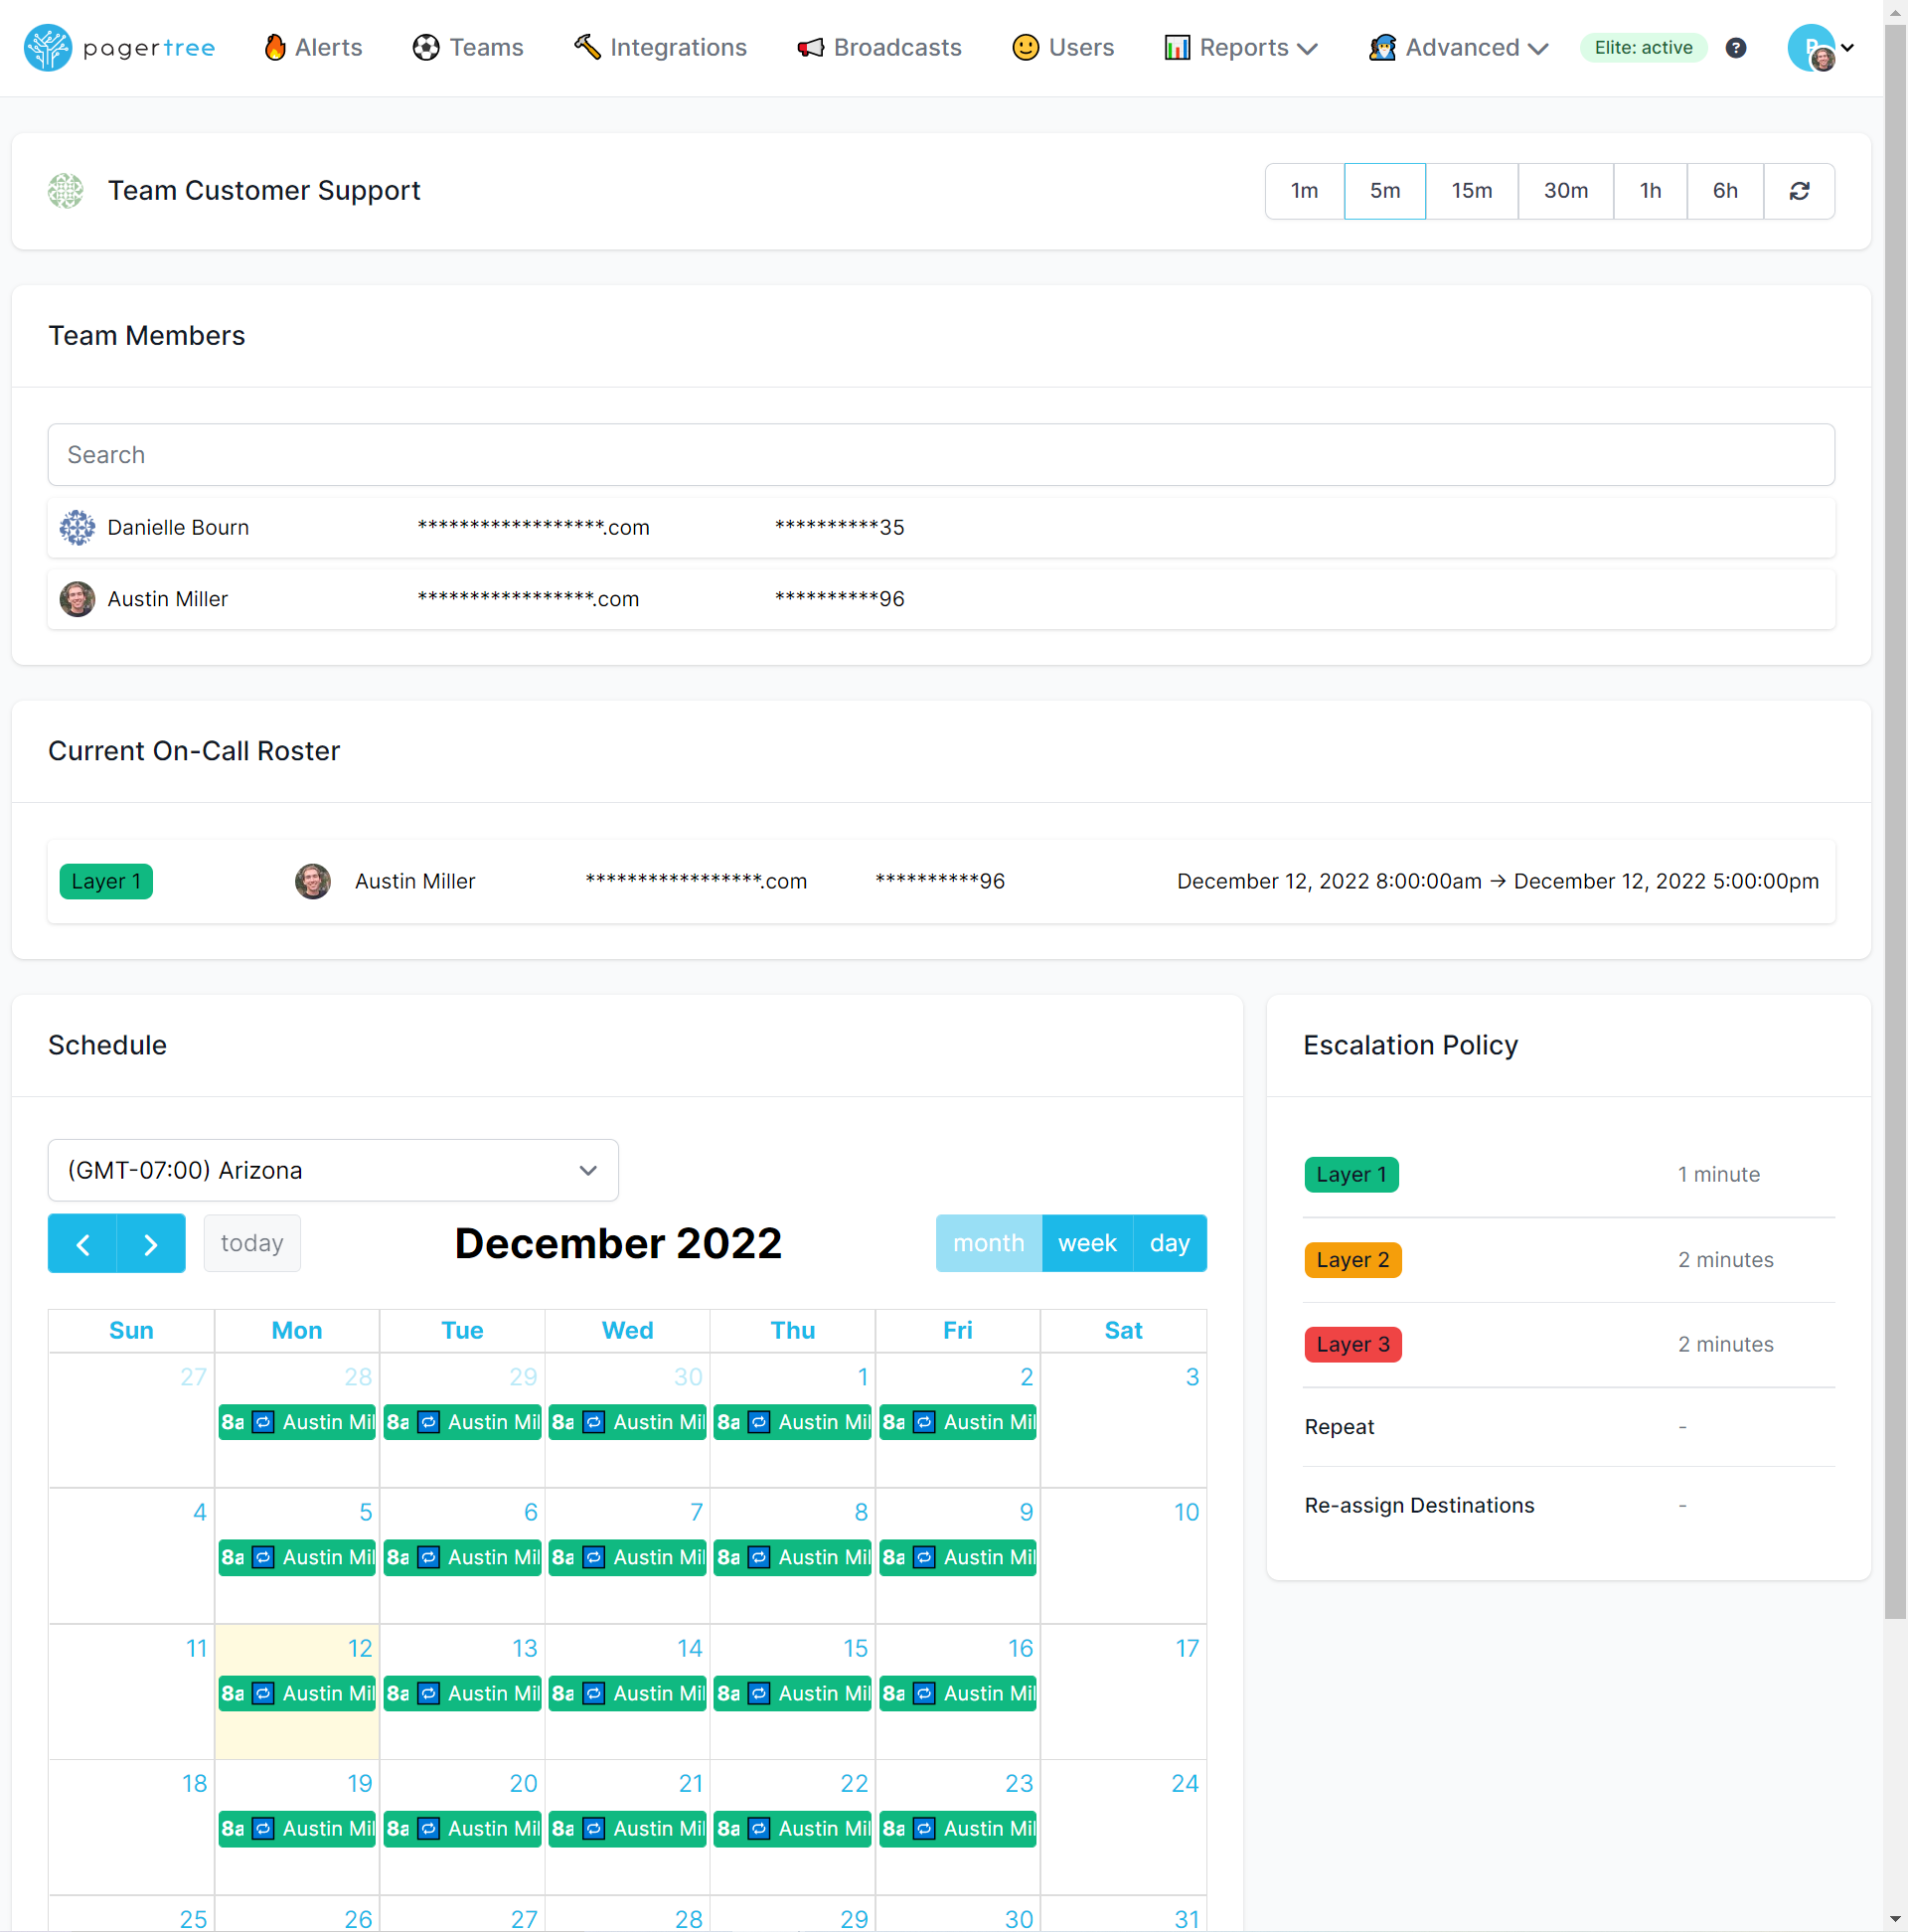 pagertree Alerts Teams Integrations Broadcasts Users Reports Advanced Elite: active ?
Team Customer Support 1m 5m 15m 30m 1h 6h
Team Members
Search
Danielle Bourn ******************.com **********35
Austin Miller *****************.com **********96
Current On-Call Roster
Layer 1 Austin Miller *****************.com **********96 December 12, 2022 8:00:00am → December 12, 2022 5:00:00pm
Schedule
(GMT-07:00) Arizona
today December 2022 month week day
Sun Mon Tue Wed Thu Fri Sat
27 28 29 30 1 2 3
8a Austin Mil 8a Austin Mil 8a Austin Mil 8a Austin Mil 8a Austin Mil
4 5 6 7 8 9 10
8a Austin Mil 8a Austin Mil 8a Austin Mil 8a Austin Mil 8a Austin Mil
11 12 13 14 15 16 17
8a Austin Mil 8a Austin Mil 8a Austin Mil 8a Austin Mil 8a Austin Mil
18 19 20 21 22 23 24
8a Austin Mil 8a Austin Mil 8a Austin Mil 8a Austin Mil 8a Austin Mil
25 26 27 28 29 30 31
Escalation Policy
Layer 1 1 minute
Layer 2 2 minutes
Layer 3 2 minutes
Repeat -
Re-assign Destinations -